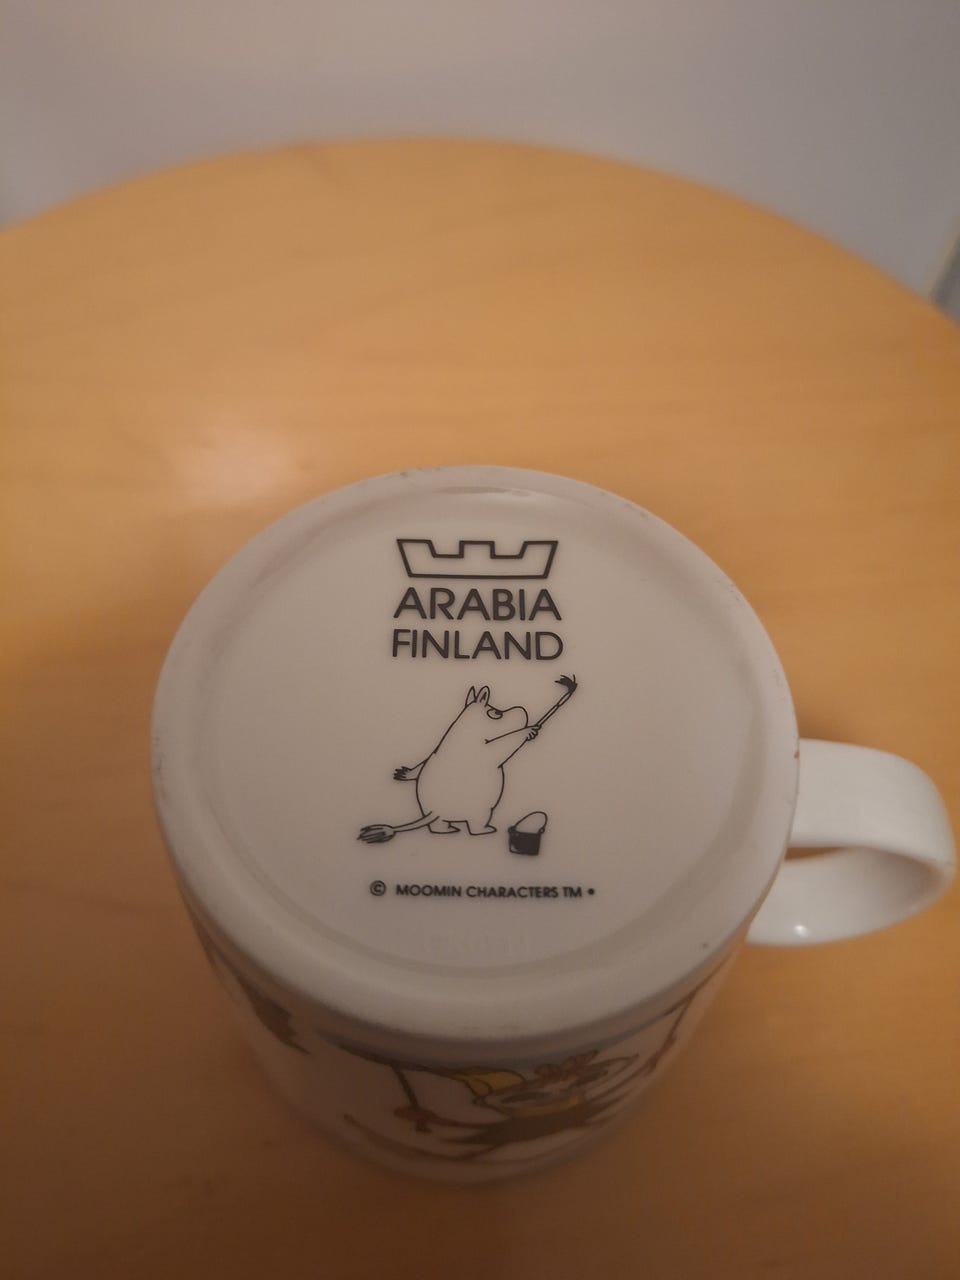 ARABIA
FINLAND
© MOOMIN CHARACTERS TM •